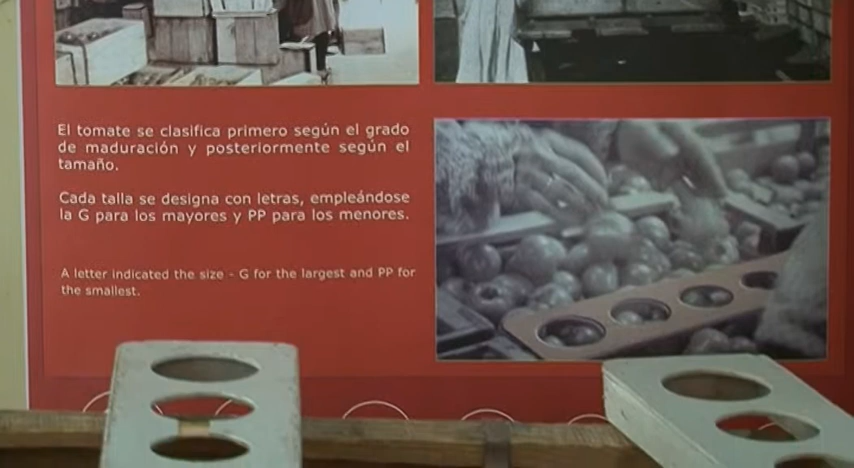 El tomate se clasifica primero según el grado
de maduración y posteriormente según el
tamaño.
Cada talla se designa con letras, empleándose
la G para los mayores y PP para los menores.
A letter indicated the size - G for the largest and PP for
the smallest.